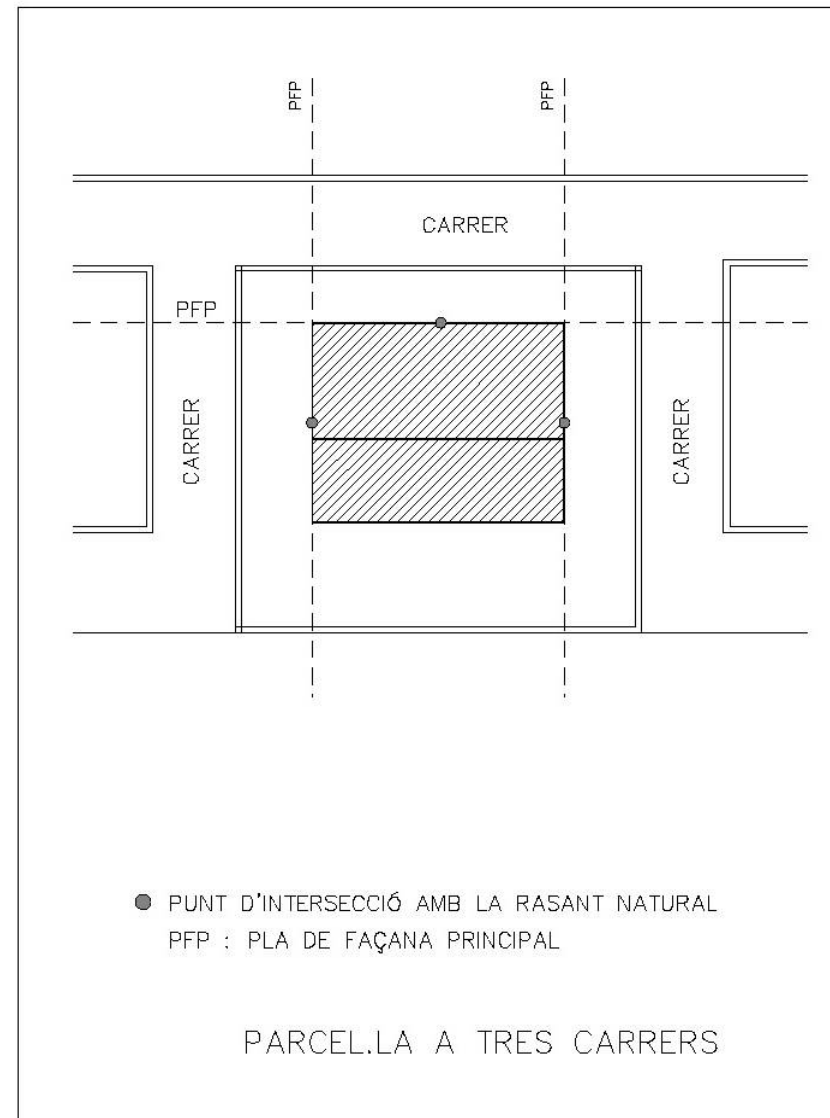 PFP
PFP
CARRER
PFP
CARRER
CARRER
PUNT D'INTERSECCIÓ AMB LA RASANT NATURAL
PFP : PLA DE FAÇANA PRINCIPAL
PARCEL.LA A TRES CARRERS